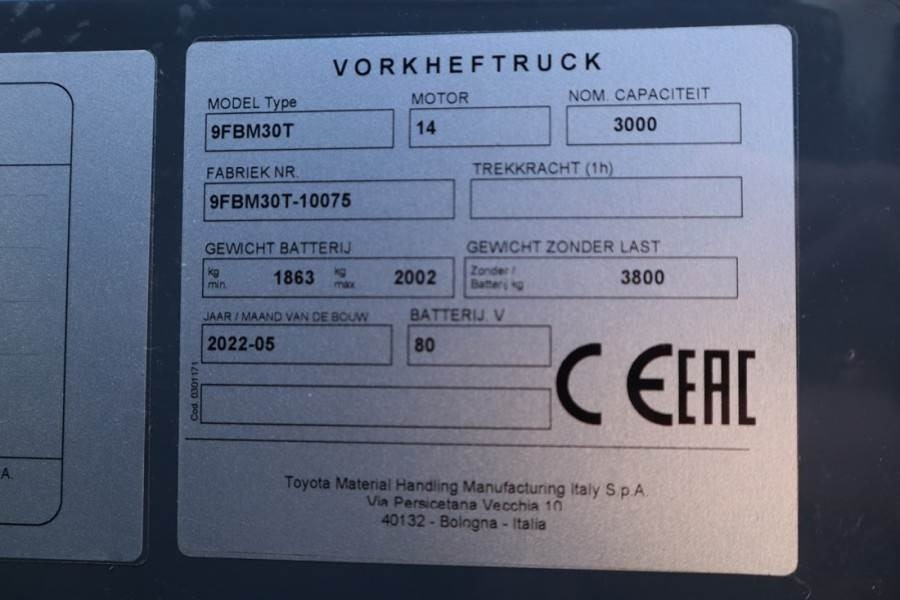 VORKHEFTRUCK
MODEL Type MOTOR NOM. CAPACITEIT
9FBM30T 14 3000
FABRIEK NR. TREKKRACHT (1h)
9FBM30T-10075
GEWICHT BATTERIJ GEWICHT ZONDER LAST
kg min. 1863 kg max 2002 Zonder / Batterij kg 3800
JAAR / MAAND VAN DE BOUW BATTERIJ. V
2022-05 80
Cod. 0301171
CE EAC
A.
Toyota Material Handling Manufacturing Italy S.p.A.
Via Persicetana Vecchia 10
40132 - Bologna - Italia